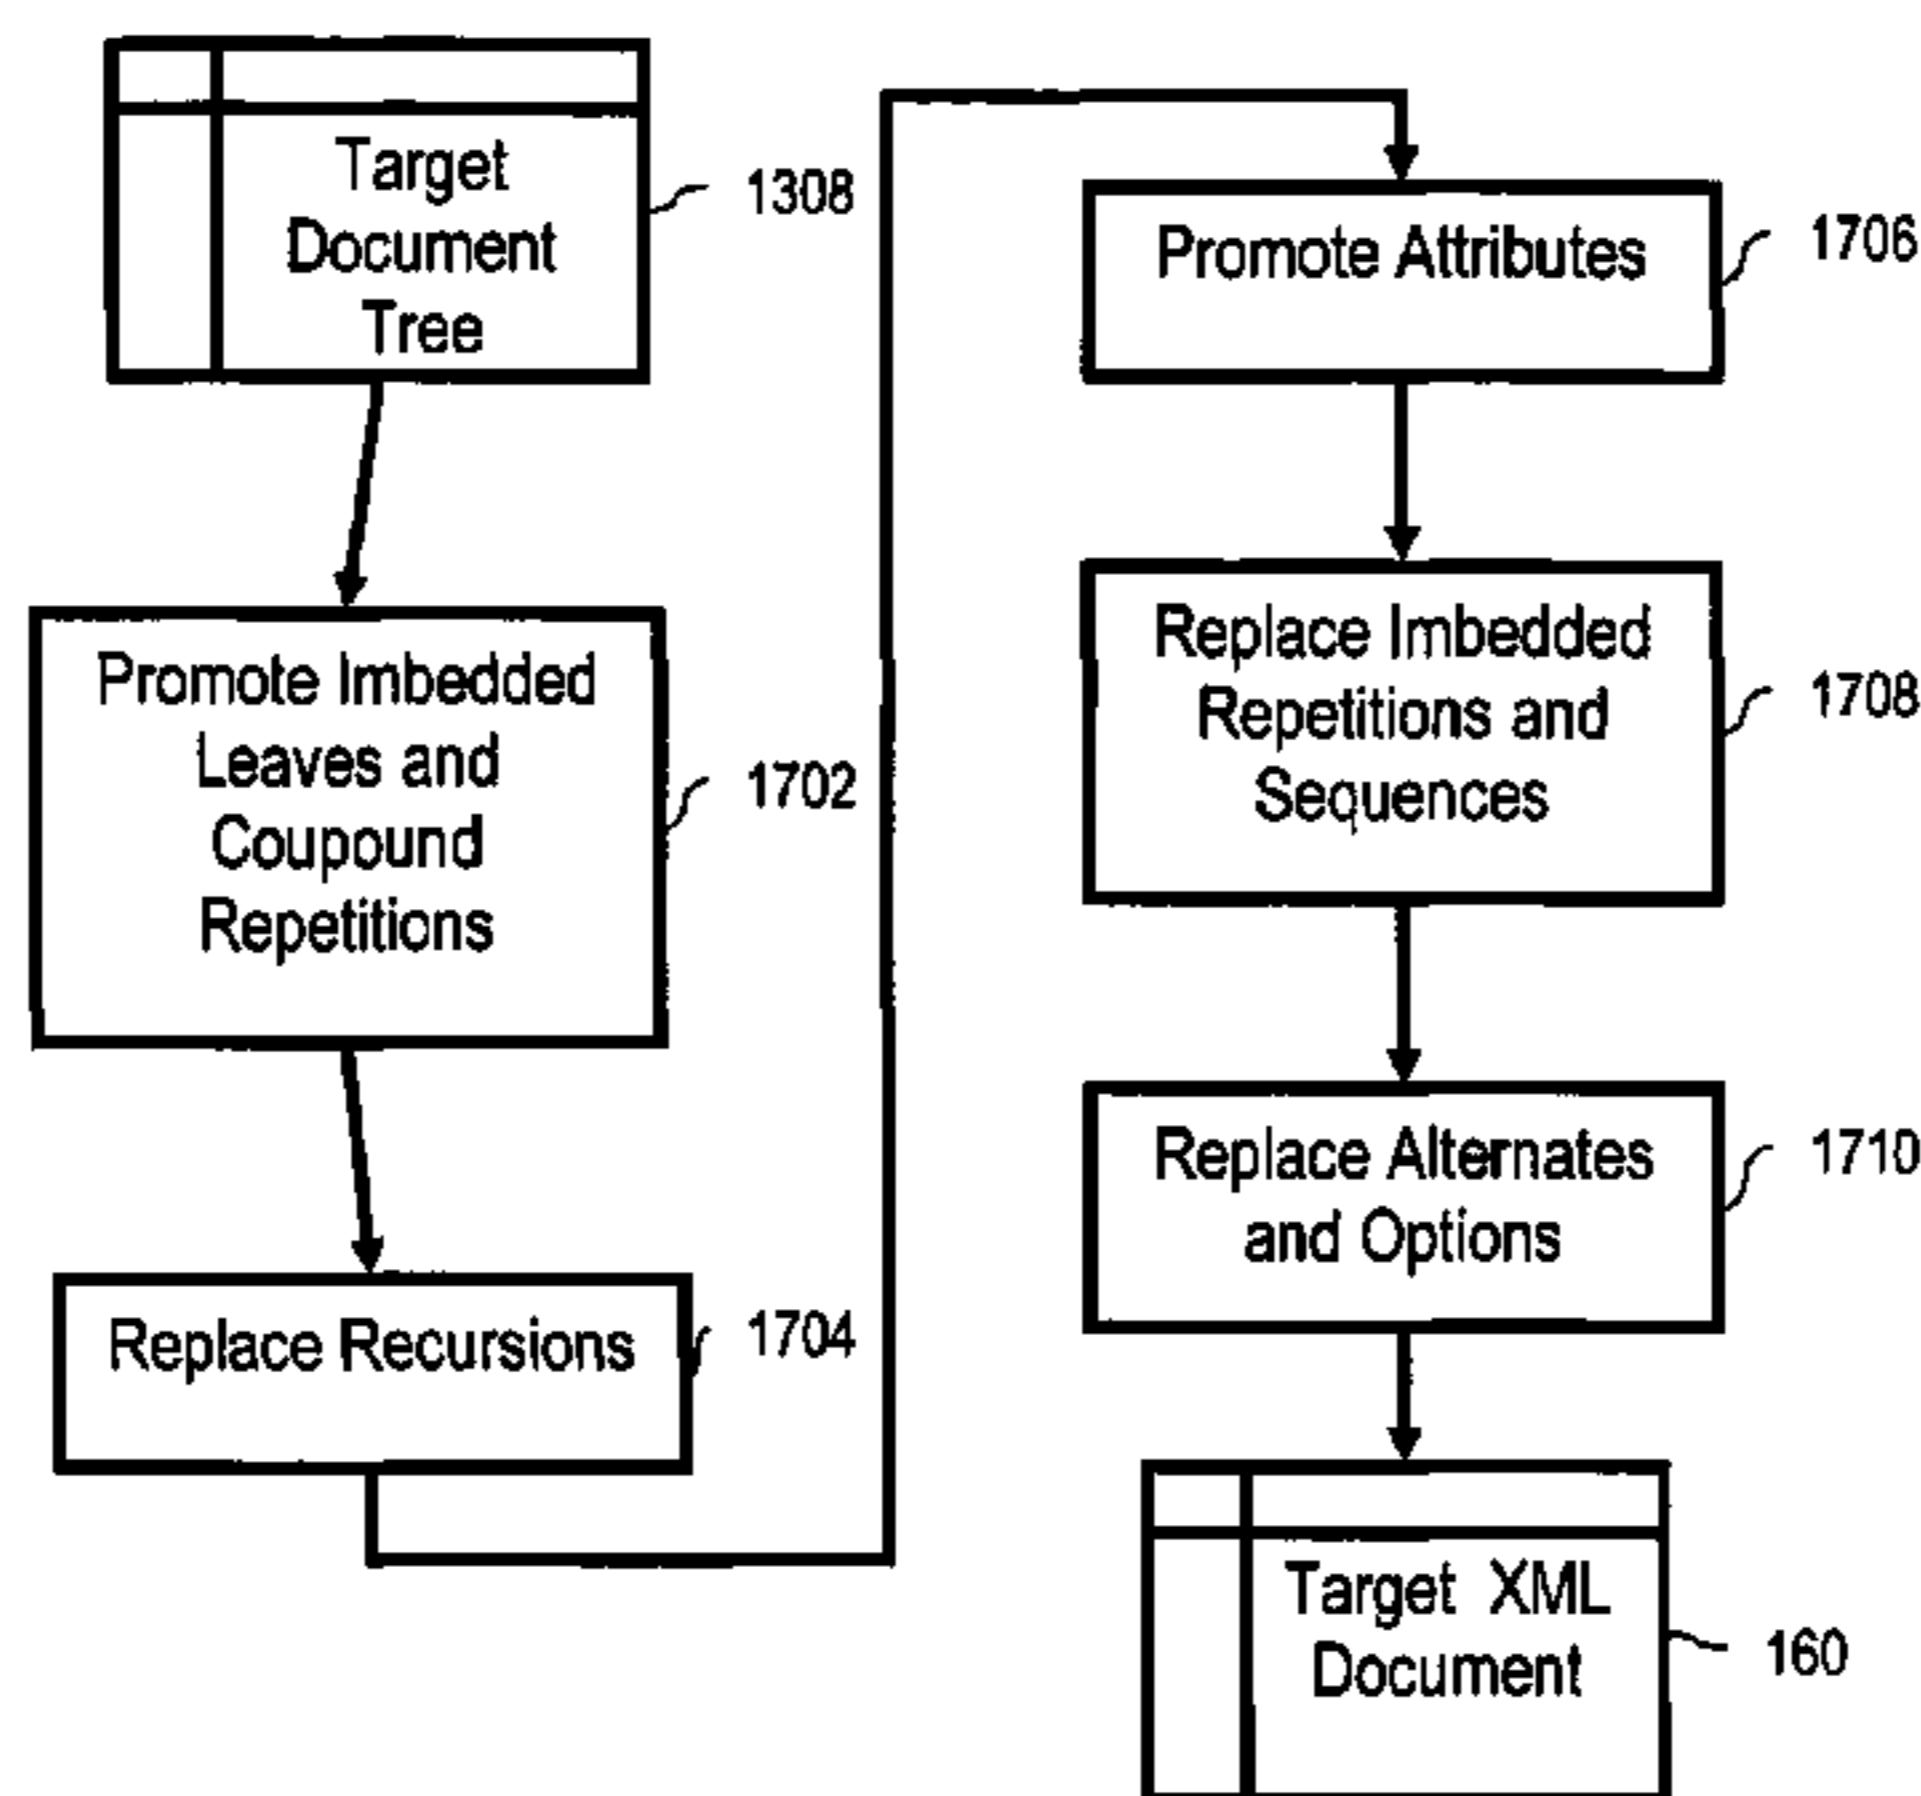 Target
Document
Tree
1308
Promote Imbedded
Leaves and
Coupound
Repetitions
1702
Replace Recursions
1704
Promote Attributes
1706
Replace Imbedded
Repetitions and
Sequences
1708
Replace Alternates
and Options
1710
Target XML
Document
160